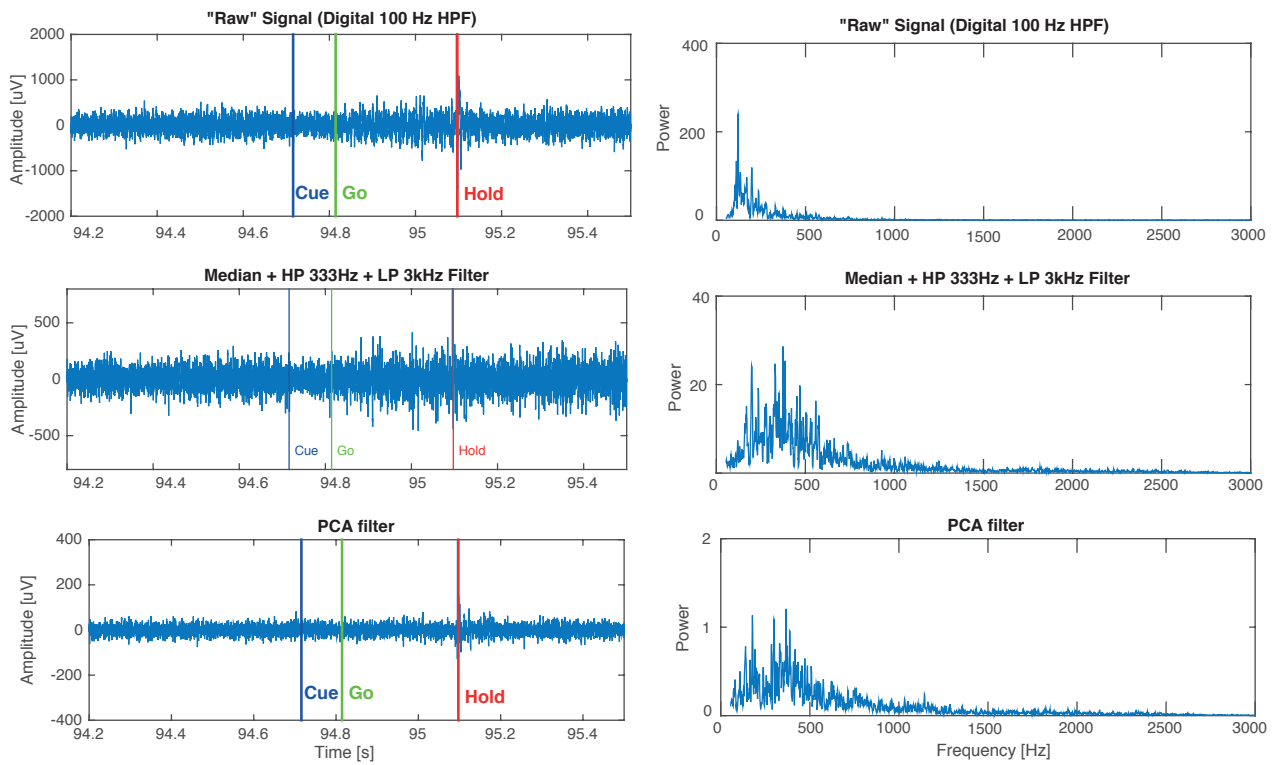 "Raw" Signal (Digital 100 Hz HPF)
2000
1000
0
-1000
-2000
Amplitude [uV]
Cue
Go
Hold
94.2 94.4 94.6 94.8 95 95.2 95.4
"Raw" Signal (Digital 100 Hz HPF)
400
200
0
Power
0 500 1000 1500 2000 2500 3000
Median + HP 333Hz + LP 3kHz Filter
500
0
-500
Amplitude [uV]
Cue
Go
Hold
94.2 94.4 94.6 94.8 95 95.2 95.4
Median + HP 333Hz + LP 3kHz Filter
40
20
0
Power
0 500 1000 1500 2000 2500 3000
PCA filter
400
200
0
-200
-400
Amplitude [uV]
Cue
Go
Hold
94.2 94.4 94.6 94.8 95 95.2 95.4
Time [s]
PCA filter
2
1
0
Power
0 500 1000 1500 2000 2500 3000
Frequency [Hz]